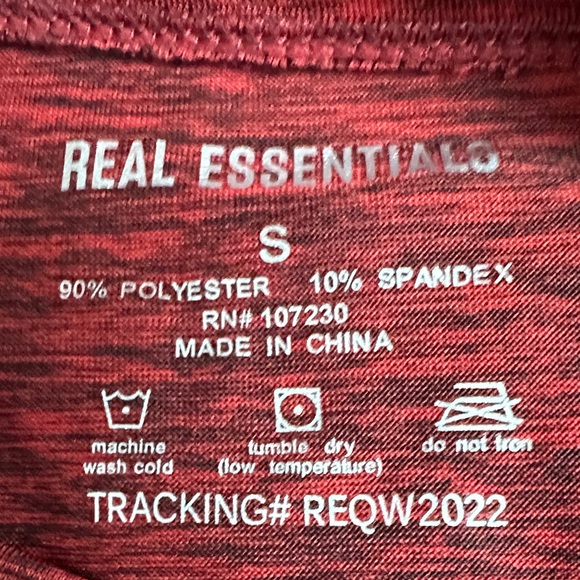 REAL ESSENTIALS
S
90% POLYESTER 10% SPANDEX
RN# 107230
MADE IN CHINA
machine wash cold
tumble dry (low temperature)
do not iron
TRACKING# REQW2022